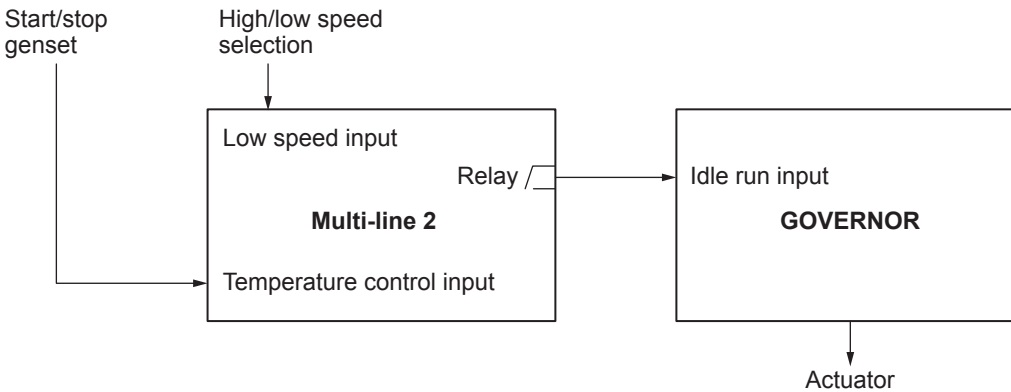 Start/stop
genset
High/low speed
selection
Low speed input
Relay
Idle run input
Multi-line 2
GOVERNOR
Temperature control input
Actuator